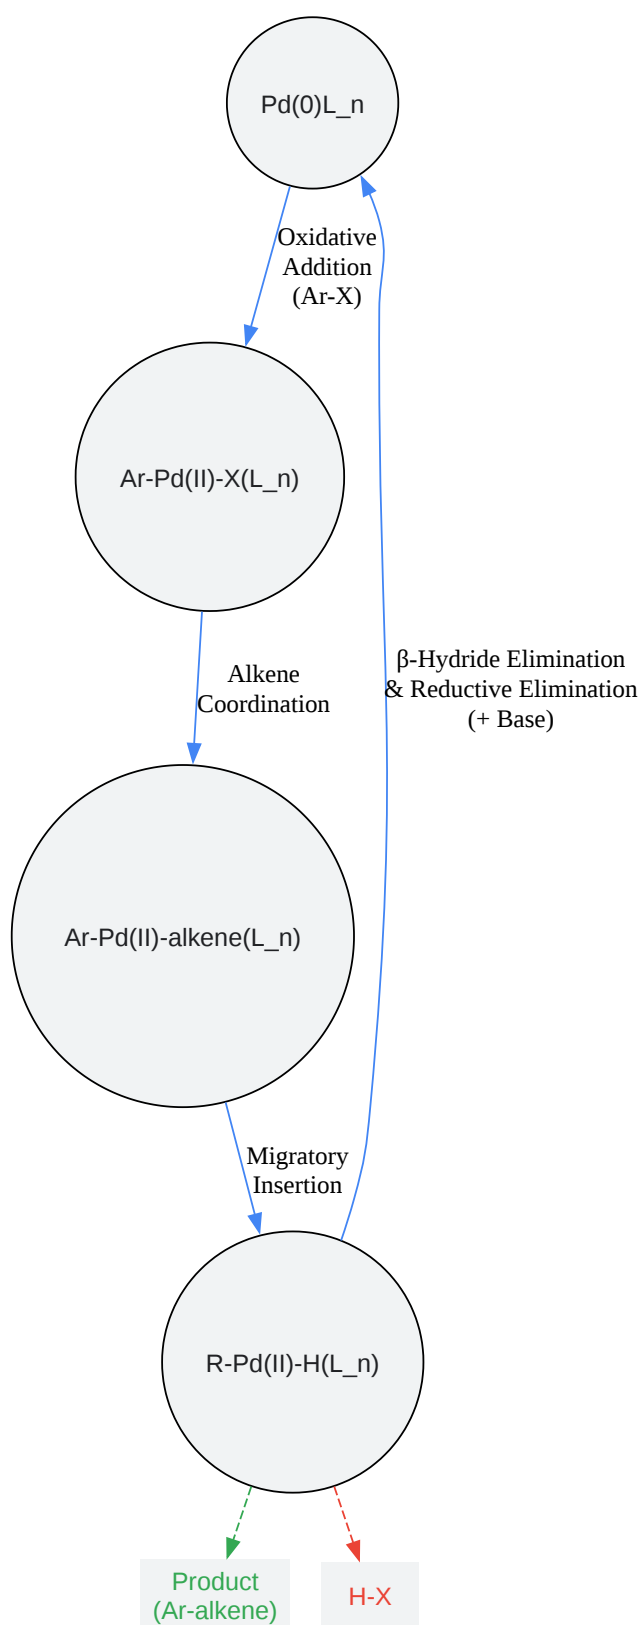 Pd(0)L_n
Oxidative
Addition
(Ar-X)
Ar-Pd(II)-X(L_n)
Alkene
Coordination
β-Hydride Elimination
& Reductive Elimination
(+ Base)
Ar-Pd(II)-alkene(L_n)
Migratory
Insertion
R-Pd(II)-H(L_n)
Product
(Ar-alkene)
H-X